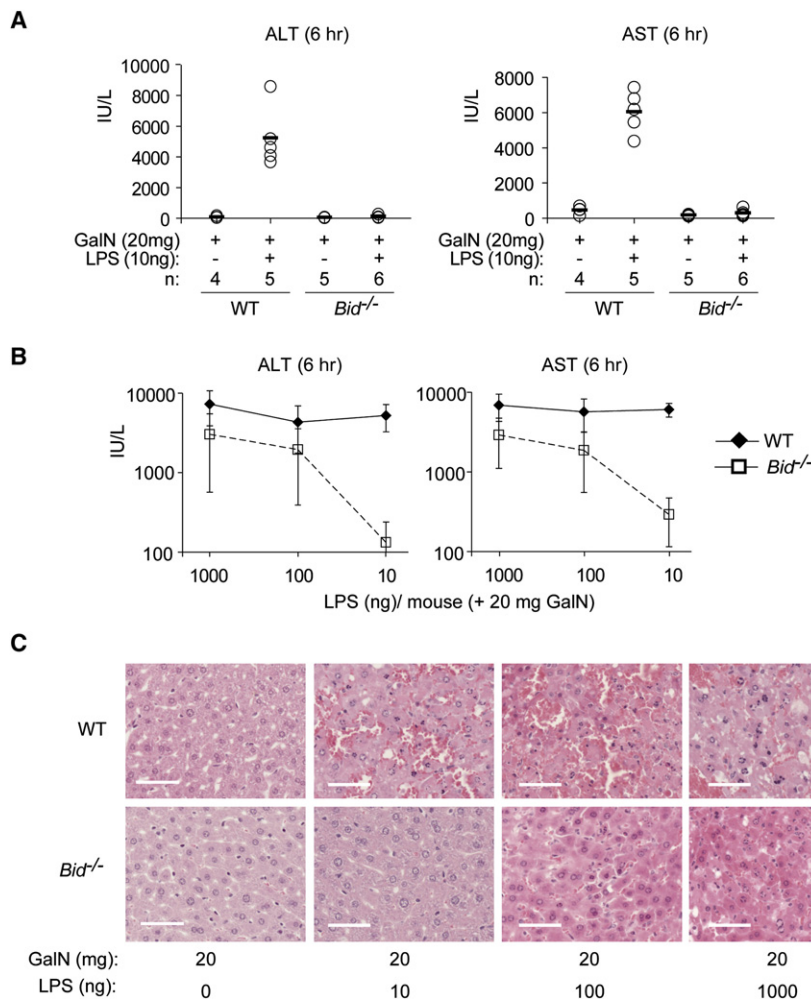 A
ALT (6 hr)
AST (6 hr)
IU/L
10000
8000
6000
4000
2000
0
IU/L
8000
6000
4000
2000
0
GalN (20mg) + + + +
LPS (10ng): - + - +
n: 4 5 5 6
WT Bid-/-
+ + + +
- + - +
4 5 5 6
WT Bid-/-
B
ALT (6 hr)
AST (6 hr)
IU/L
10000
1000
100
10000
1000
100
1000 100 10
1000 100 10
LPS (ng)/ mouse (+ 20 mg GalN)
WT
Bid-/-
C
WT
Bid-/-
GalN (mg): 20 20 20 20
LPS (ng): 0 10 100 1000